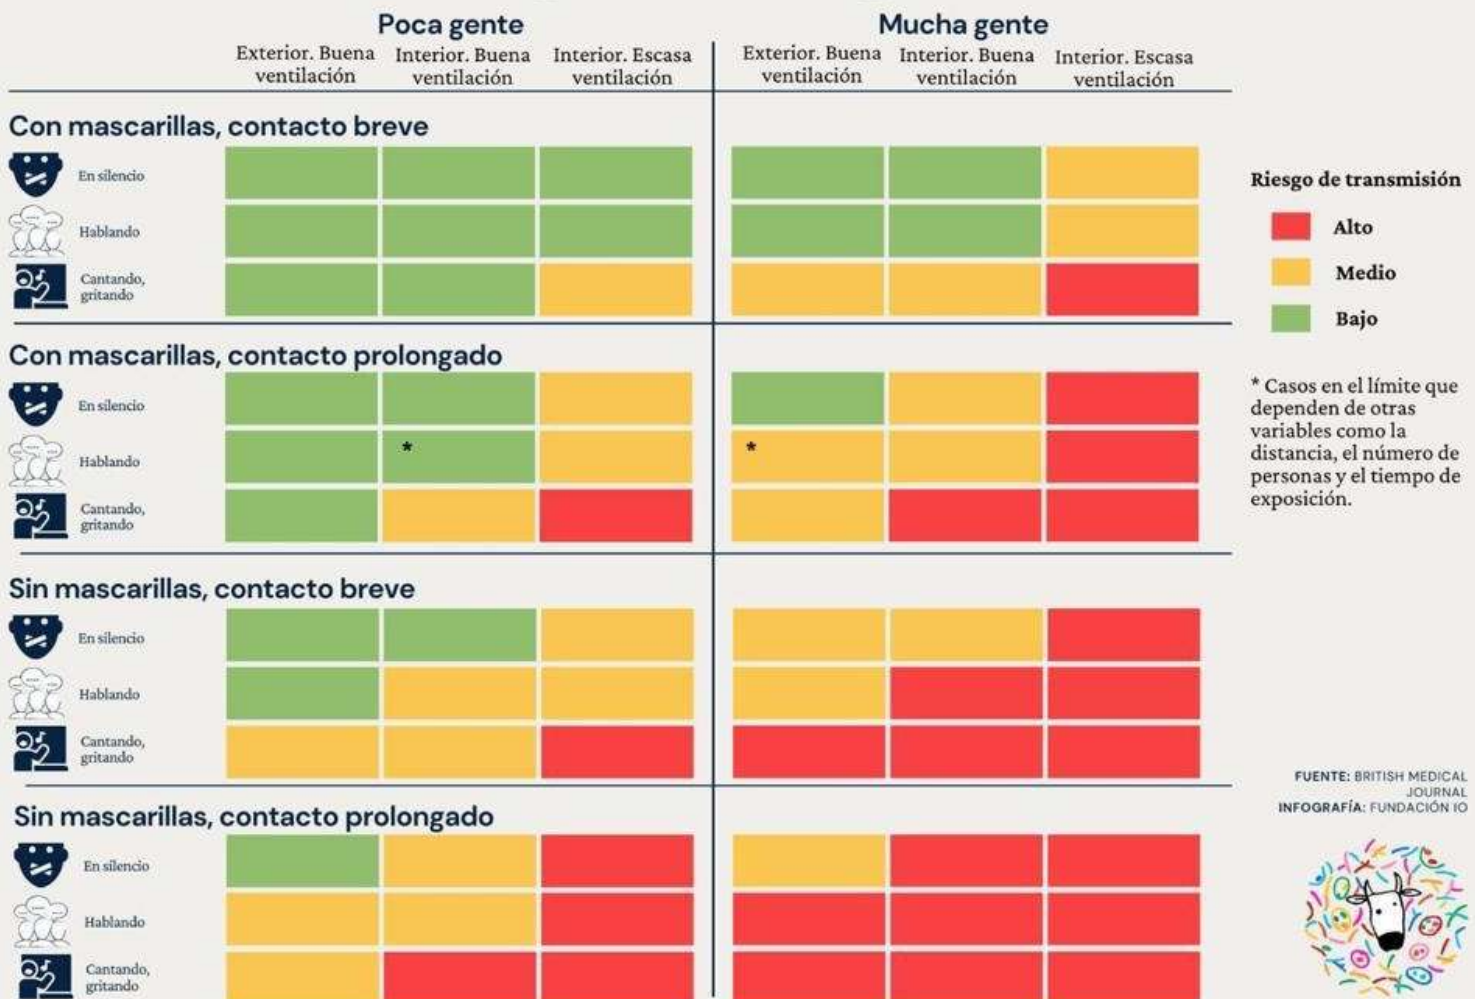 Poca gente
Mucha gente
Exterior. Buena
ventilación
Interior. Buena
ventilación
Interior. Escasa
ventilación
Exterior. Buena
ventilación
Interior. Buena
ventilación
Interior. Escasa
ventilación
Con mascarillas, contacto breve
En silencio
Hablando
Cantando,
gritando
Con mascarillas, contacto prolongado
En silencio
Hablando
*
*
Cantando,
gritando
Sin mascarillas, contacto breve
En silencio
Hablando
Cantando,
gritando
Sin mascarillas, contacto prolongado
En silencio
Hablando
Cantando,
gritando
Riesgo de transmisión
Alto
Medio
Bajo
* Casos en el límite que
dependen de otras
variables como la
distancia, el número de
personas y el tiempo de
exposición.
FUENTE: BRITISH MEDICAL
JOURNAL
INFOGRAFÍA: FUNDACIÓN IO